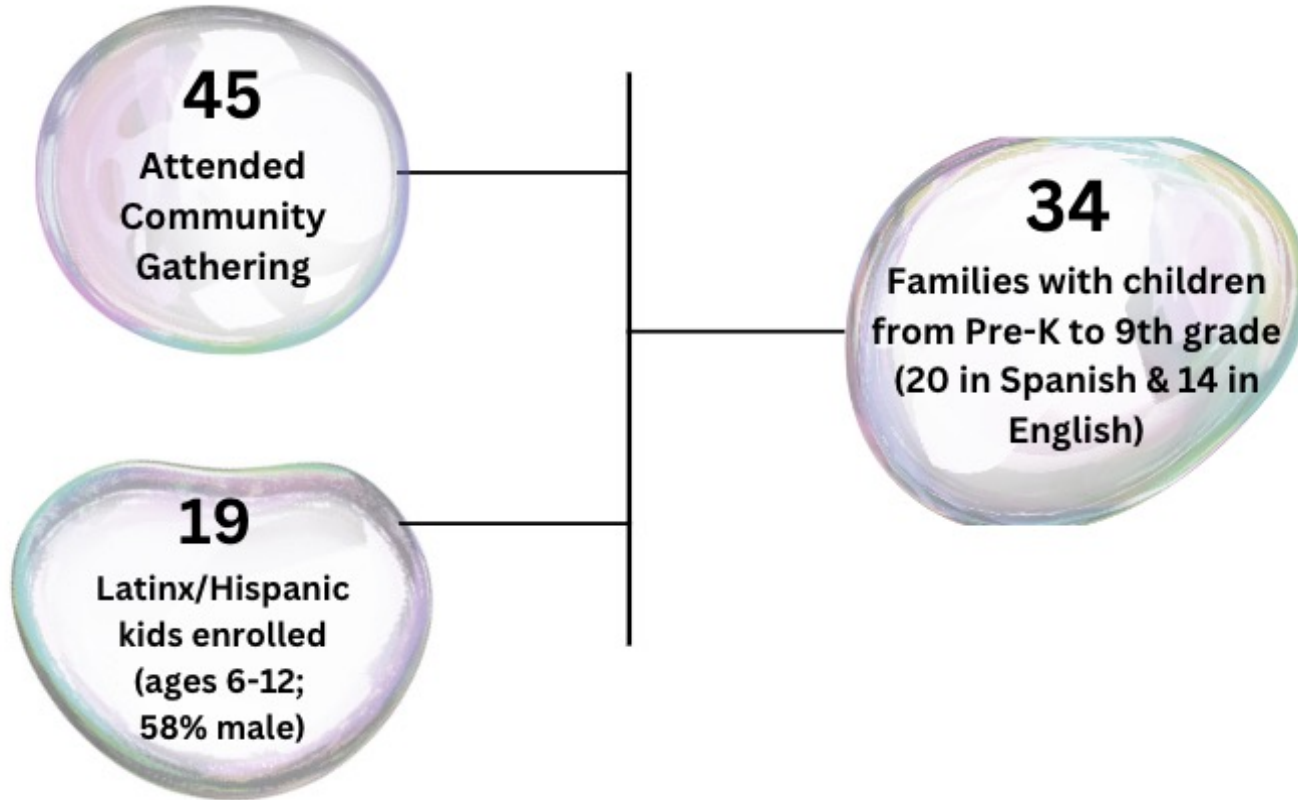 45
Attended
Community
Gathering
34
Families with children
from Pre-K to 9th grade
(20 in Spanish & 14 in
English)
19
Latinx/Hispanic
kids enrolled
(ages 6-12;
58% male)